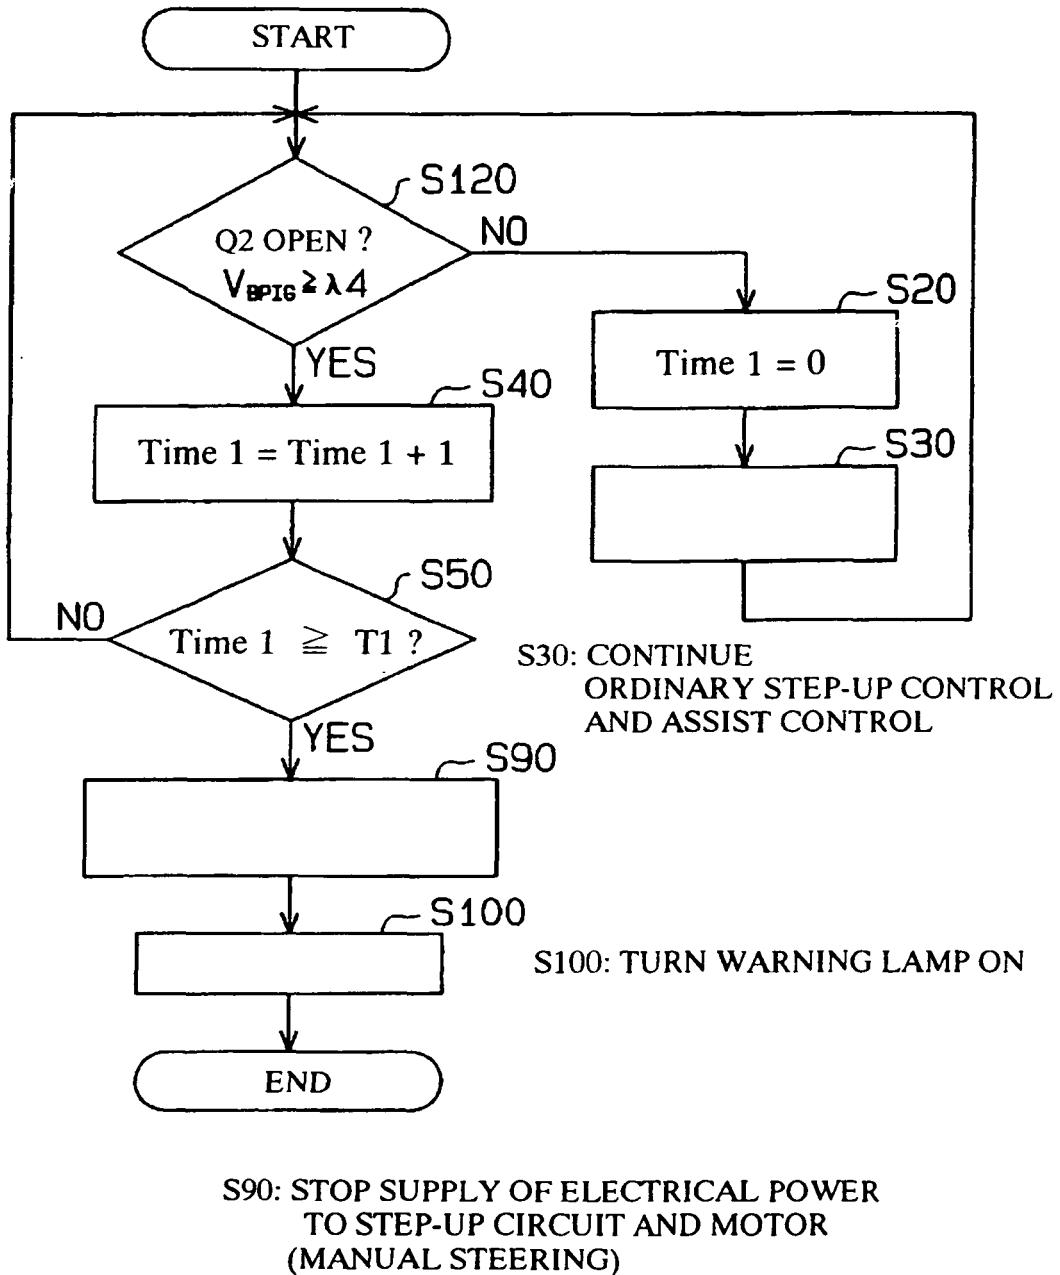 START
S120
Q2 OPEN ?
VBPIG ≧ λ4
NO
YES
S20
Time 1 = 0
S40
Time 1 = Time 1 + 1
S30
S50
NO
Time 1 ≧ T1 ?
S30: CONTINUE
ORDINARY STEP-UP CONTROL
AND ASSIST CONTROL
YES
S90
S100
S100: TURN WARNING LAMP ON
END
S90: STOP SUPPLY OF ELECTRICAL POWER
TO STEP-UP CIRCUIT AND MOTOR
(MANUAL STEERING)